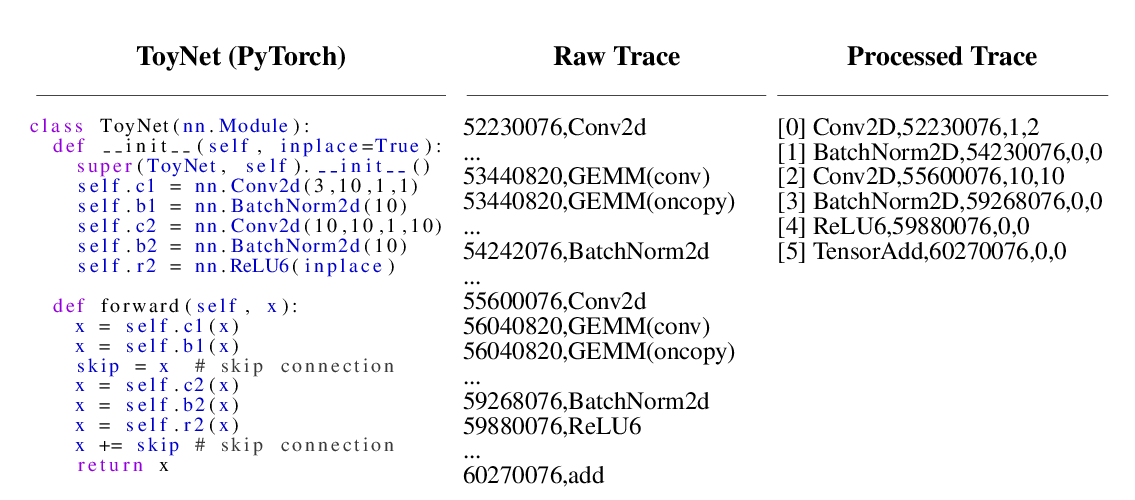 ToyNet (PyTorch)
class ToyNet(nn.Module):
def __init__(self, inplace=True):
super(ToyNet, self).__init__()
self.c1 = nn.Conv2d(3,10,1,1)
self.b1 = nn.BatchNorm2d(10)
self.c2 = nn.Conv2d(10,10,1,10)
self.b2 = nn.BatchNorm2d(10)
self.r2 = nn.ReLU6(inplace)
def forward(self, x):
x = self.c1(x)
x = self.b1(x)
skip = x # skip connection
x = self.c2(x)
x = self.b2(x)
x = self.r2(x)
x += skip # skip connection
return x
Raw Trace
52230076,Conv2d
...
53440820,GEMM(conv)
53440820,GEMM(oncopy)
...
54242076,BatchNorm2d
...
55600076,Conv2d
56040820,GEMM(conv)
56040820,GEMM(oncopy)
...
59268076,BatchNorm2d
59880076,ReLU6
...
60270076,add
Processed Trace
[0] Conv2D,52230076,1,2
[1] BatchNorm2D,54230076,0,0
[2] Conv2D,55600076,10,10
[3] BatchNorm2D,59268076,0,0
[4] ReLU6,59880076,0,0
[5] TensorAdd,60270076,0,0